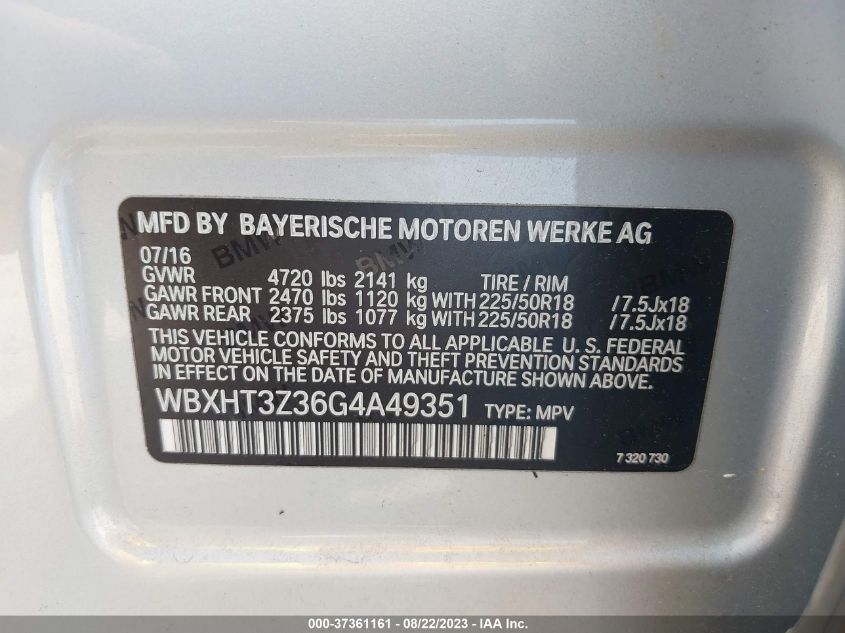 MFD BY BAYERISCHE MOTOREN WERKE AG
07/16
GVWR 4720 lbs 2141 kg TIRE / RIM
GAWR FRONT 2470 lbs 1120 kg WITH 225/50R18 /7.5Jx18
GAWR REAR 2375 lbs 1077 kg WITH 225/50R18 /7.5Jx18
THIS VEHICLE CONFORMS TO ALL APPLICABLE U. S. FEDERAL
MOTOR VEHICLE SAFETY AND THEFT PREVENTION STANDARDS
IN EFFECT ON THE DATE OF MANUFACTURE SHOWN ABOVE.
WBXHT3Z36G4A49351 TYPE: MPV
7 320 730
000-37361161 - 08/22/2023 - © IAA, Inc.